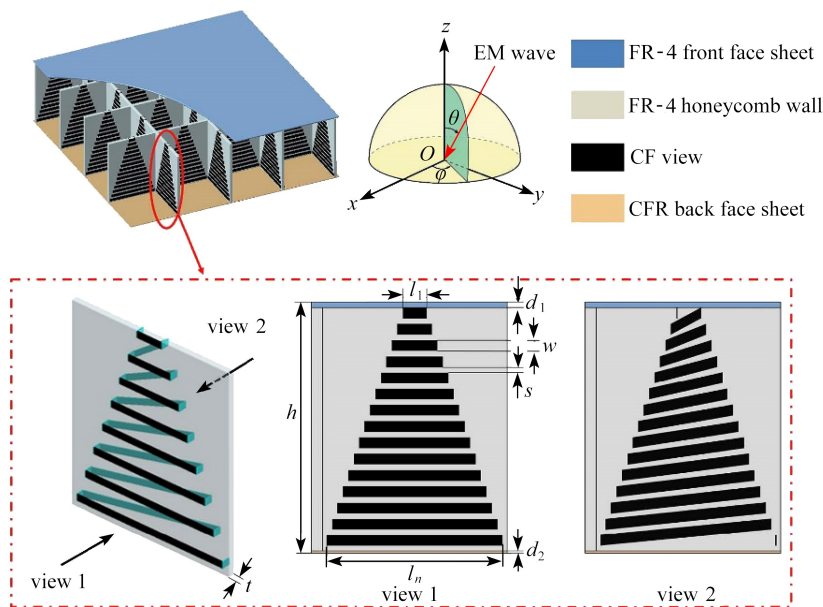 z
EM wave
θ
O
φ
x
y
FR-4 front face sheet
FR-4 honeycomb wall
CF view
CFR back face sheet
view 2
view 1
t
l₁
d₁
w
s
h
d₂
lₙ
view 1
view 2